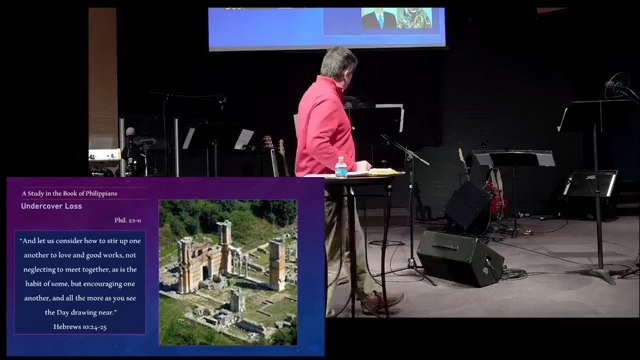 A Study in the Book of Philippians
Undercover Loss
Phil. 2:3-11
"And let us consider how to stir up one
another to love and good works, not
neglecting to meet together, as is the
habit of some, but encouraging one
another, and all the more as you see
the Day drawing near."
Hebrews 10:24-25